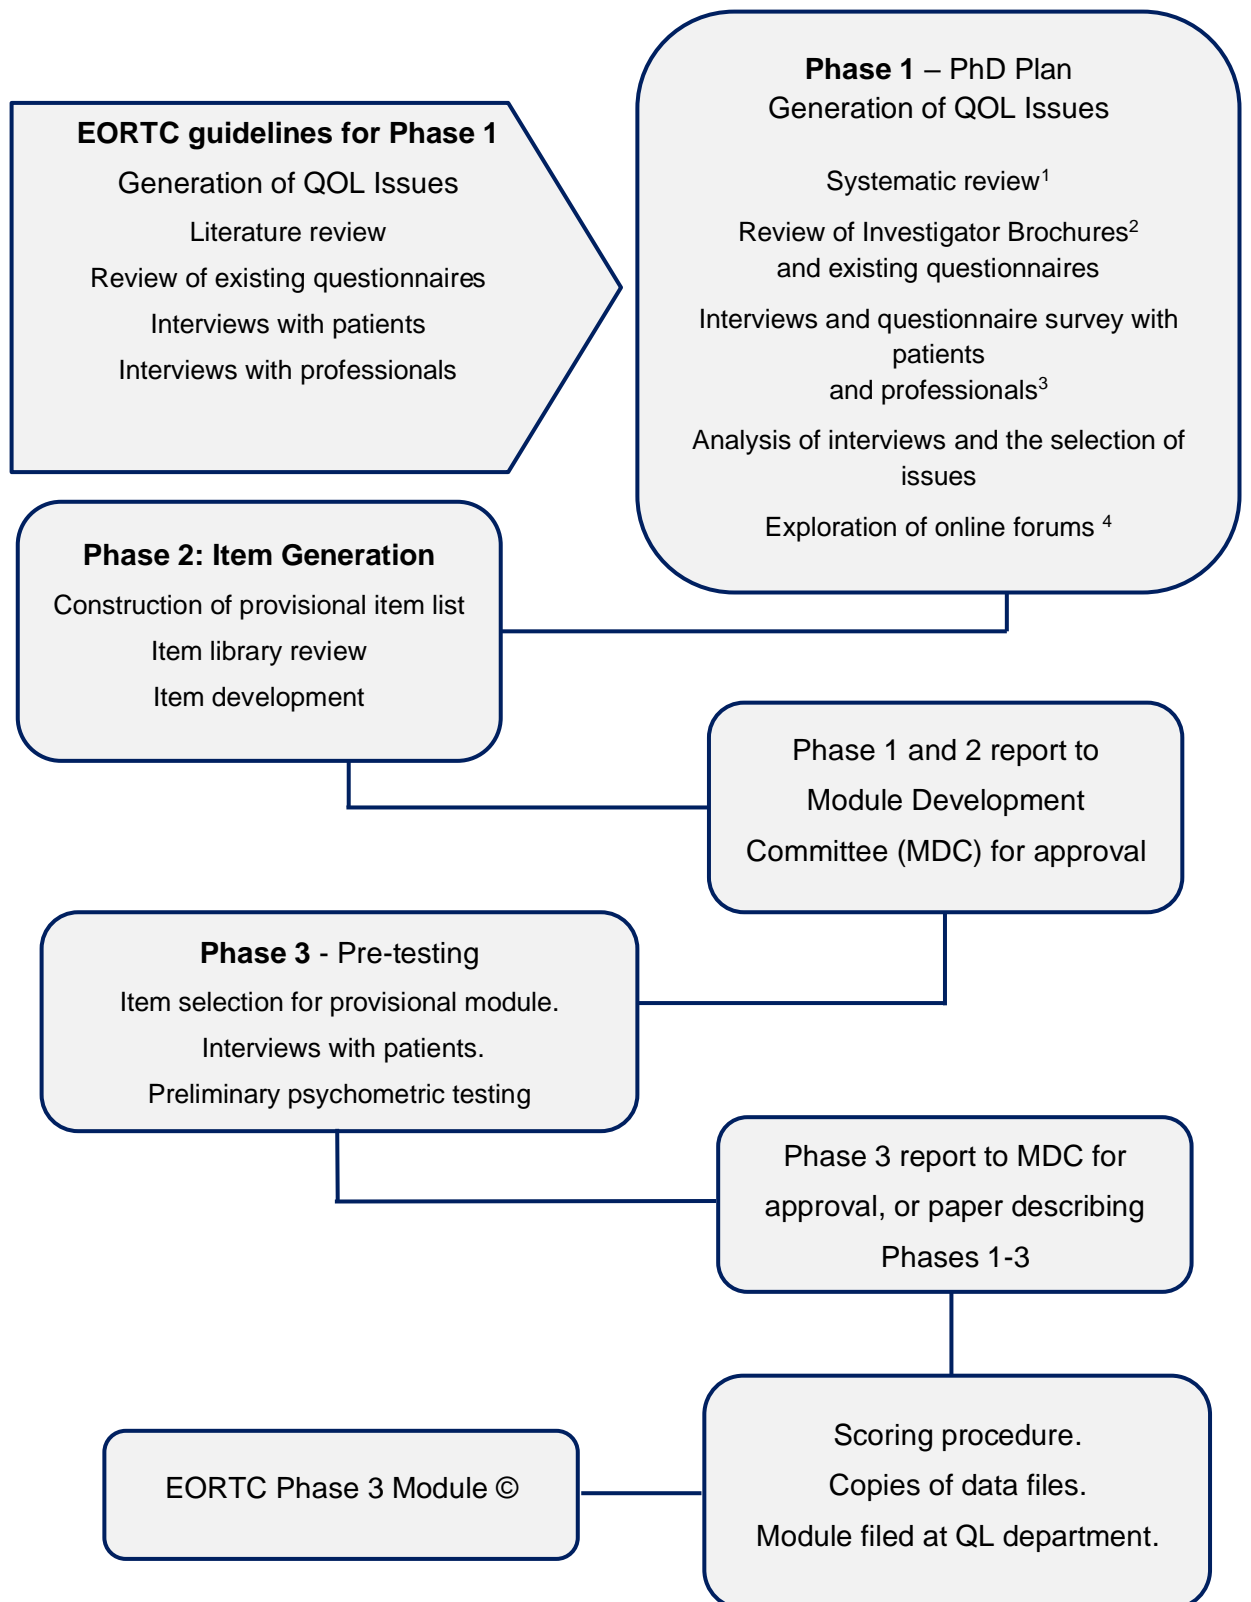 EORTC guidelines for Phase 1
Generation of QOL Issues
Literature review
Review of existing questionnaires
Interviews with patients
Interviews with professionals
Phase 1 – PhD Plan
Generation of QOL Issues
Systematic review¹
Review of Investigator Brochures²
and existing questionnaires
Interviews and questionnaire survey with
patients
and professionals³
Analysis of interviews and the selection of
issues
Exploration of online forums ⁴
Phase 2: Item Generation
Construction of provisional item list
Item library review
Item development
Phase 1 and 2 report to
Module Development
Committee (MDC) for approval
Phase 3 - Pre-testing
Item selection for provisional module.
Interviews with patients.
Preliminary psychometric testing
Phase 3 report to MDC for
approval, or paper describing
Phases 1-3
Scoring procedure.
Copies of data files.
Module filed at QL department.
EORTC Phase 3 Module ©